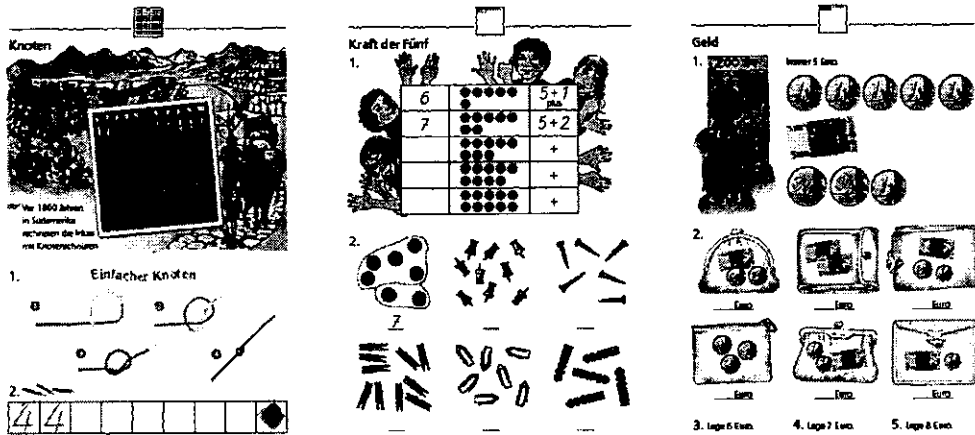 Knoten
Vor 1800 Jahren
in Südamerika
rechneten die Inkas
mit Knotenschnüren
1.
Einfacher Knoten
2.
4 4
Kraft der Fünf
1.
6 5+1
plus
7 5+2
+
+
+
2.
7
Geld
1.
Immer 5 Euro.
2.
Euro Euro Euro
Euro Euro Euro
3. Lege 6 Euro. 4. Lege 7 Euro. 5. Lege 8 Euro.